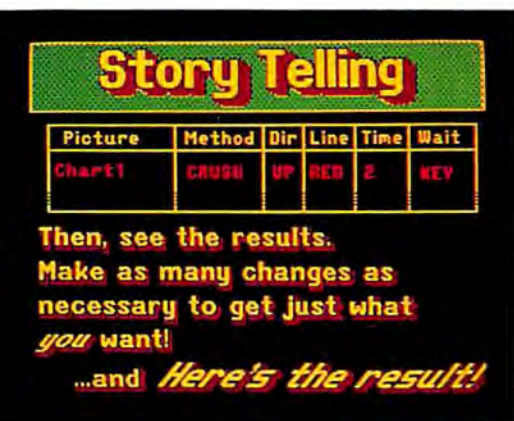 Story Telling
Picture Method Dir Line Time Wait
Chart1 CRUSH UP RED 2 KEY
Then, see the results.
Make as many changes as
necessary to get just what
you want!
...and Here's the result!